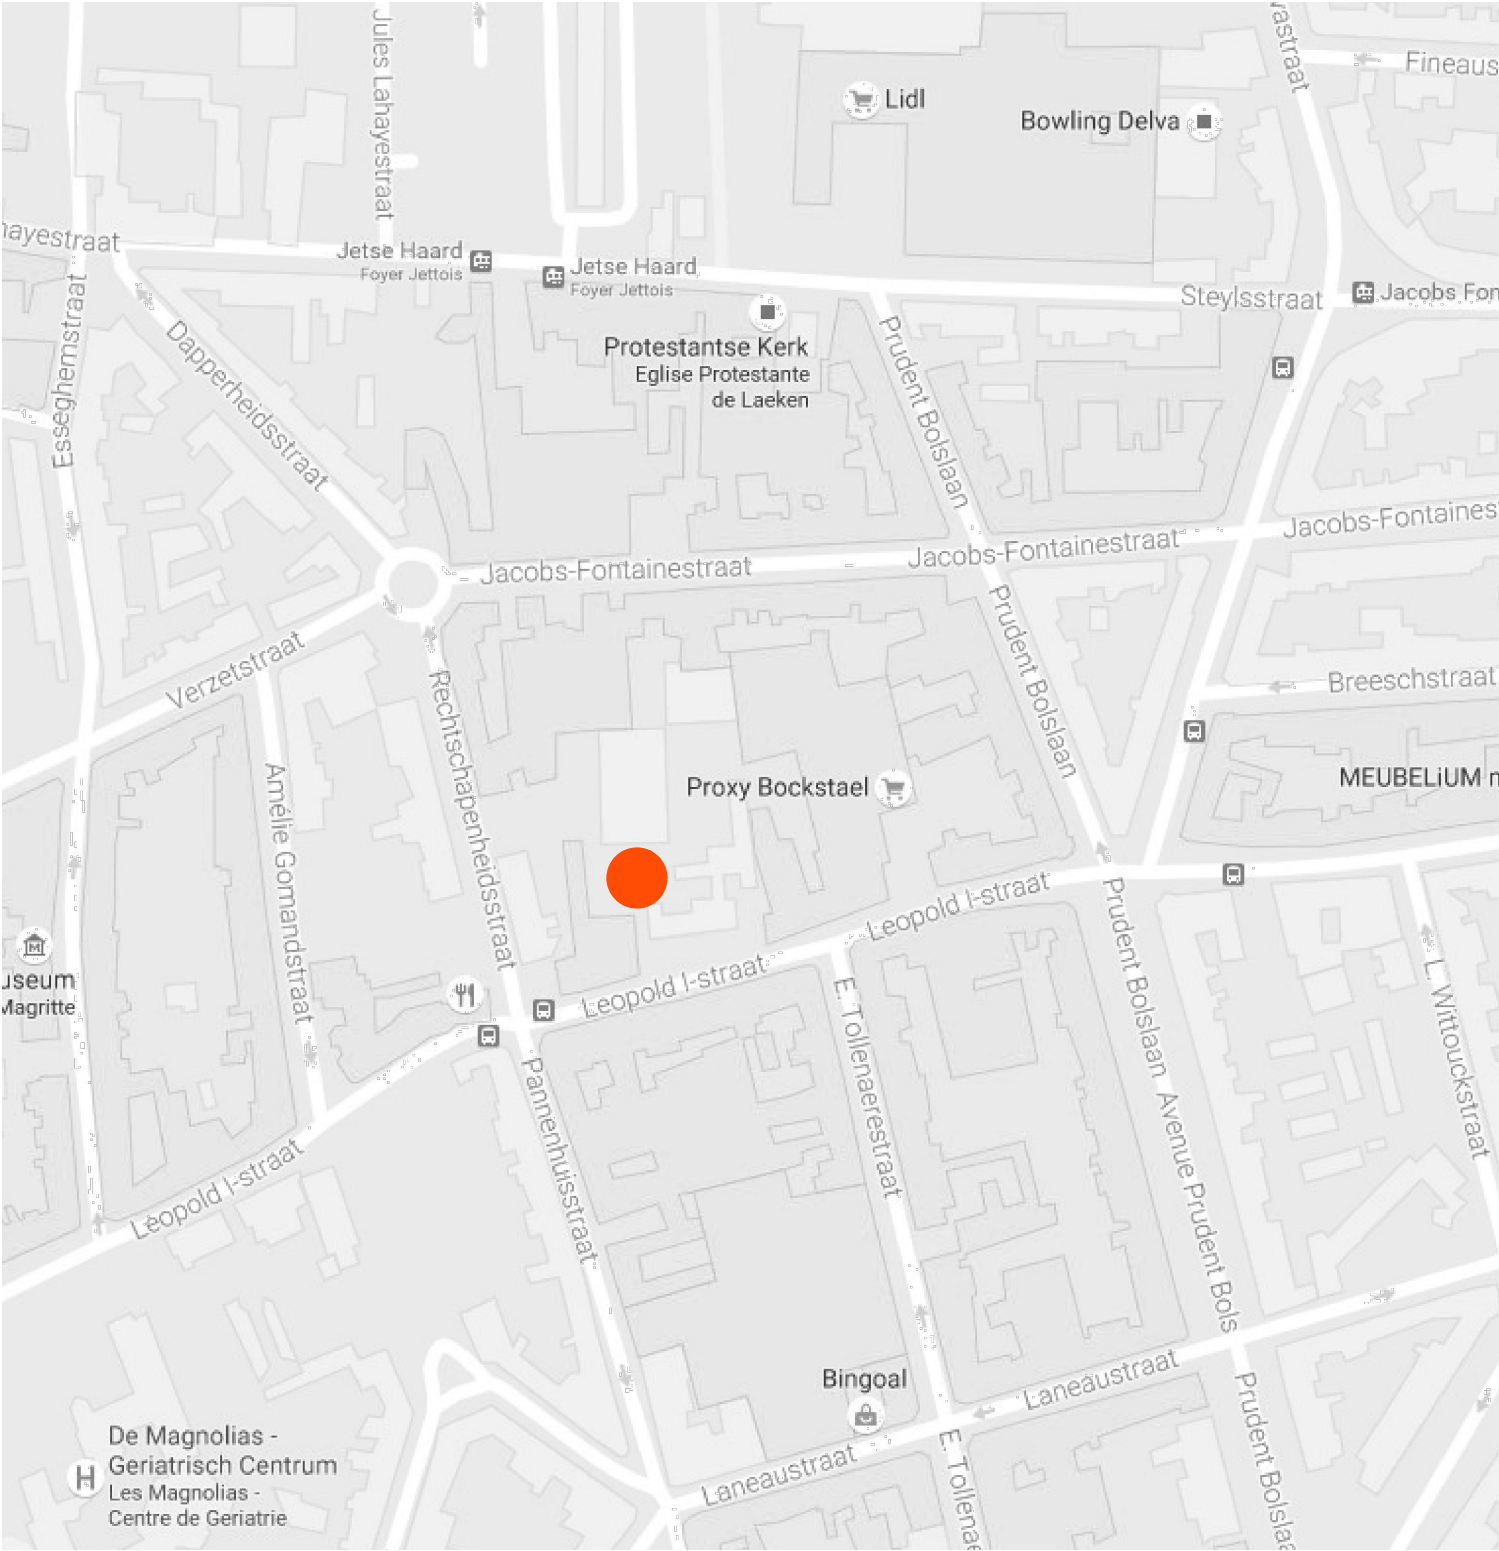 Jules Lahayestraat
vastraat
Fineaus
Lidl
Bowling Delva
hayestraat
Jetse Haard
Foyer Jettois
Jetse Haard
Foyer Jettois
Steylsstraat
Jacobs Fon
Esseghemstraat
Dapperheidsstraat
Protestantse Kerk
Eglise Protestante
de Laeken
Prudent Bolslaan
Jacobs-Fontainestraat
Jacobs-Fontainestraat
Jacobs-Fontaines
Verzetstraat
Rechtschapenheidsstraat
Prudent Bolslaan
Breeschstraat
Amélie Gomandstraat
Proxy Bockstael
MEUBELiUM n
Leopold I-straat
useum
Magritte
Leopold I-straat
E. Tollenaerestraat
Prudent Bolslaan
L.Wittouckstraat
Pannenhuisstraat
Avenue Prudent Bols
Leopold I-straat
Bingoal
Laneaustraat
Laneaustraat
E. Tollenae
Prudent Bolslaa
De Magnolias -
Geriatrisch Centrum
Les Magnolias -
Centre de Geriatrie